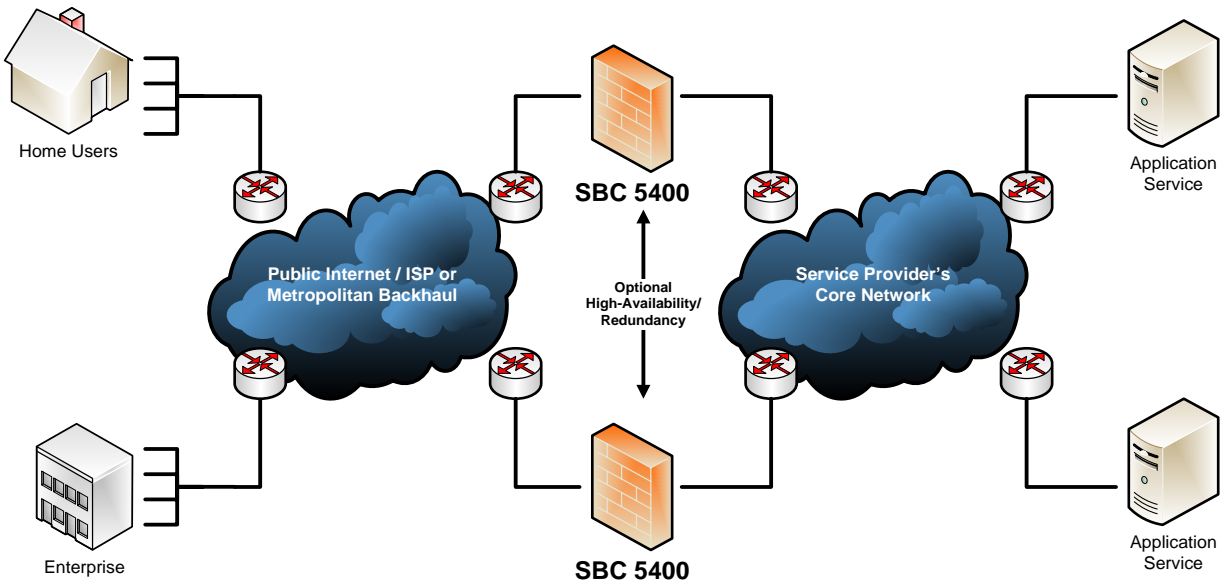 Home Users
SBC 5400
Application
Service
Public Internet / ISP or
Metropolitan Backhaul
Optional
High-Availability/
Redundancy
Service Provider's
Core Network
Enterprise
SBC 5400
Application
Service